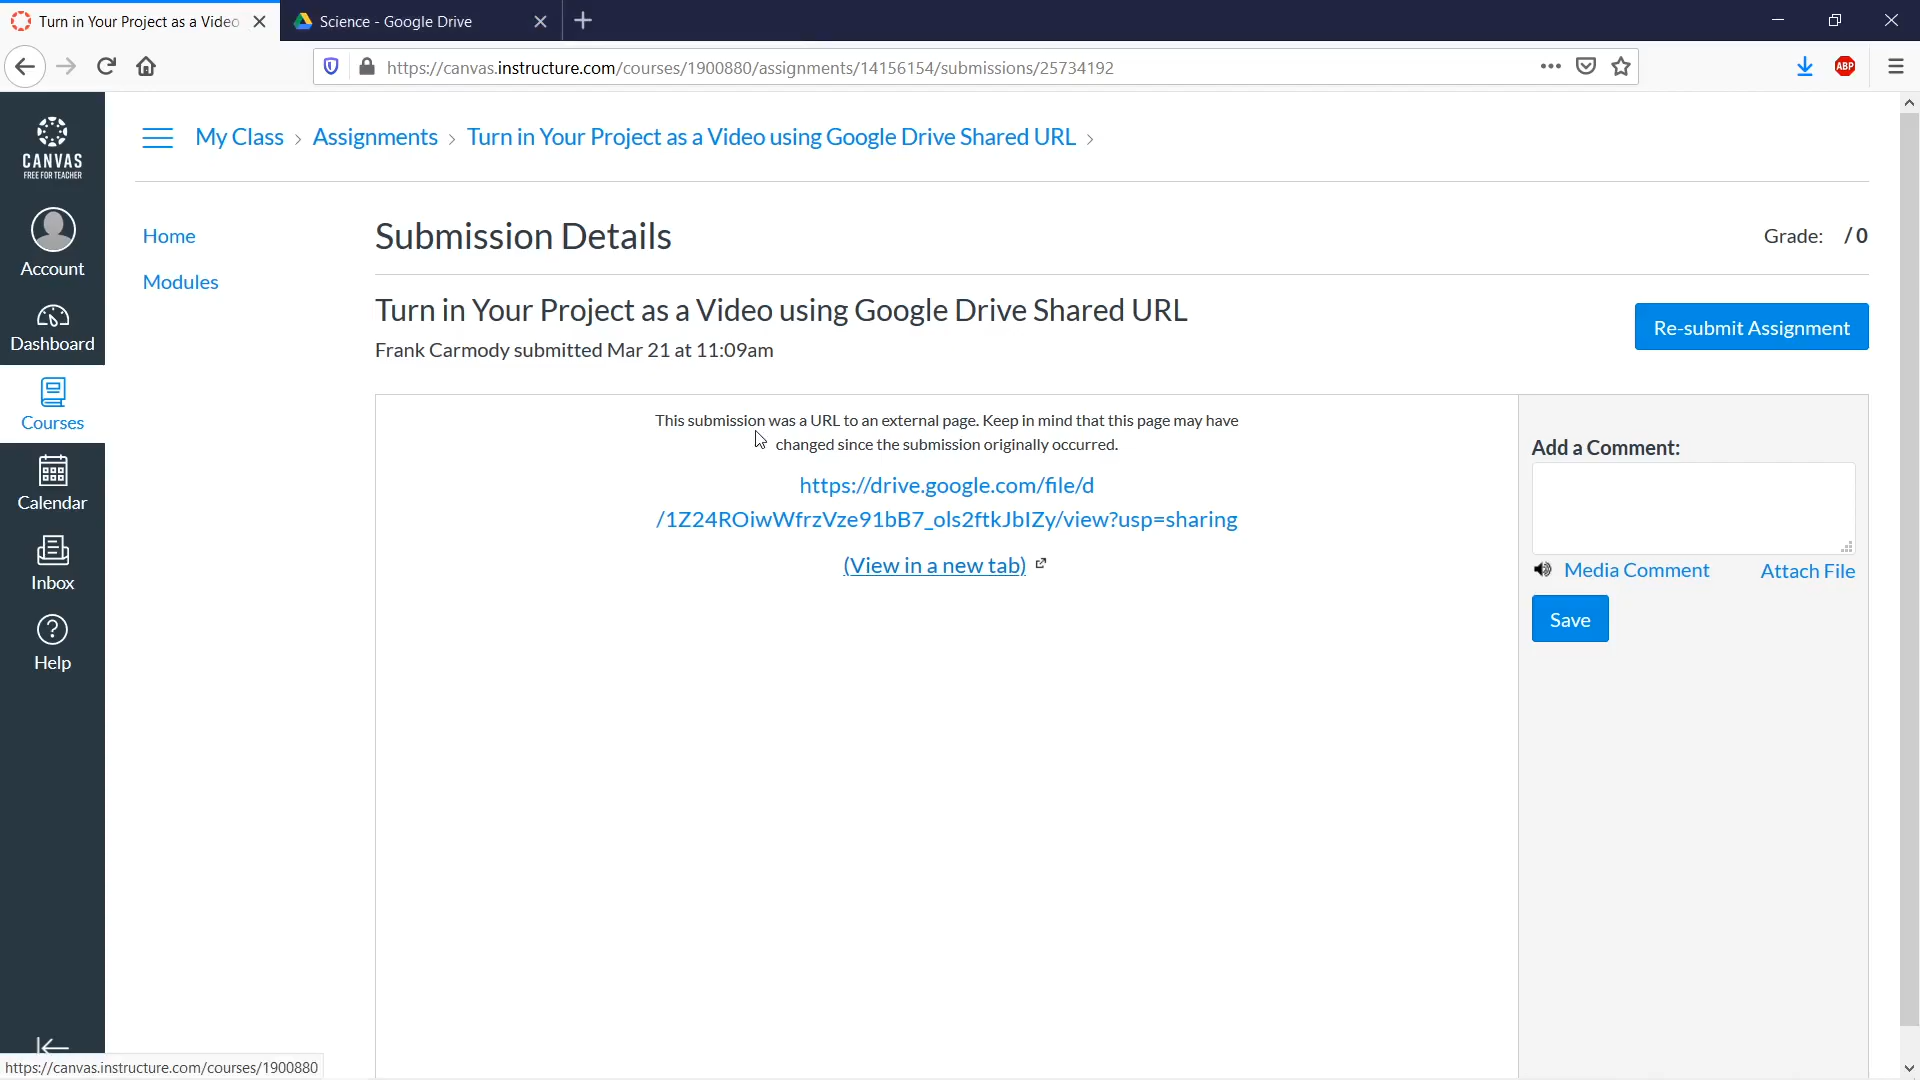 Turn in Your Project as a Video
Science - Google Drive
https://canvas.instructure.com/courses/1900880/assignments/14156154/submissions/25734192
ABP
CANVAS
FREE FOR TEACHER
Account
Dashboard
Courses
Calendar
Inbox
Help
My Class > Assignments > Turn in Your Project as a Video using Google Drive Shared URL >
Home
Modules
Submission Details
Grade: / 0
Turn in Your Project as a Video using Google Drive Shared URL
Frank Carmody submitted Mar 21 at 11:09am
Re-submit Assignment
This submission was a URL to an external page. Keep in mind that this page may have
changed since the submission originally occurred.
https://drive.google.com/file/d
/1Z24ROiwWfrzVze91bB7_ols2ftkJbIZy/view?usp=sharing
(View in a new tab)
Add a Comment:
Media Comment
Attach File
Save
https://canvas.instructure.com/courses/1900880